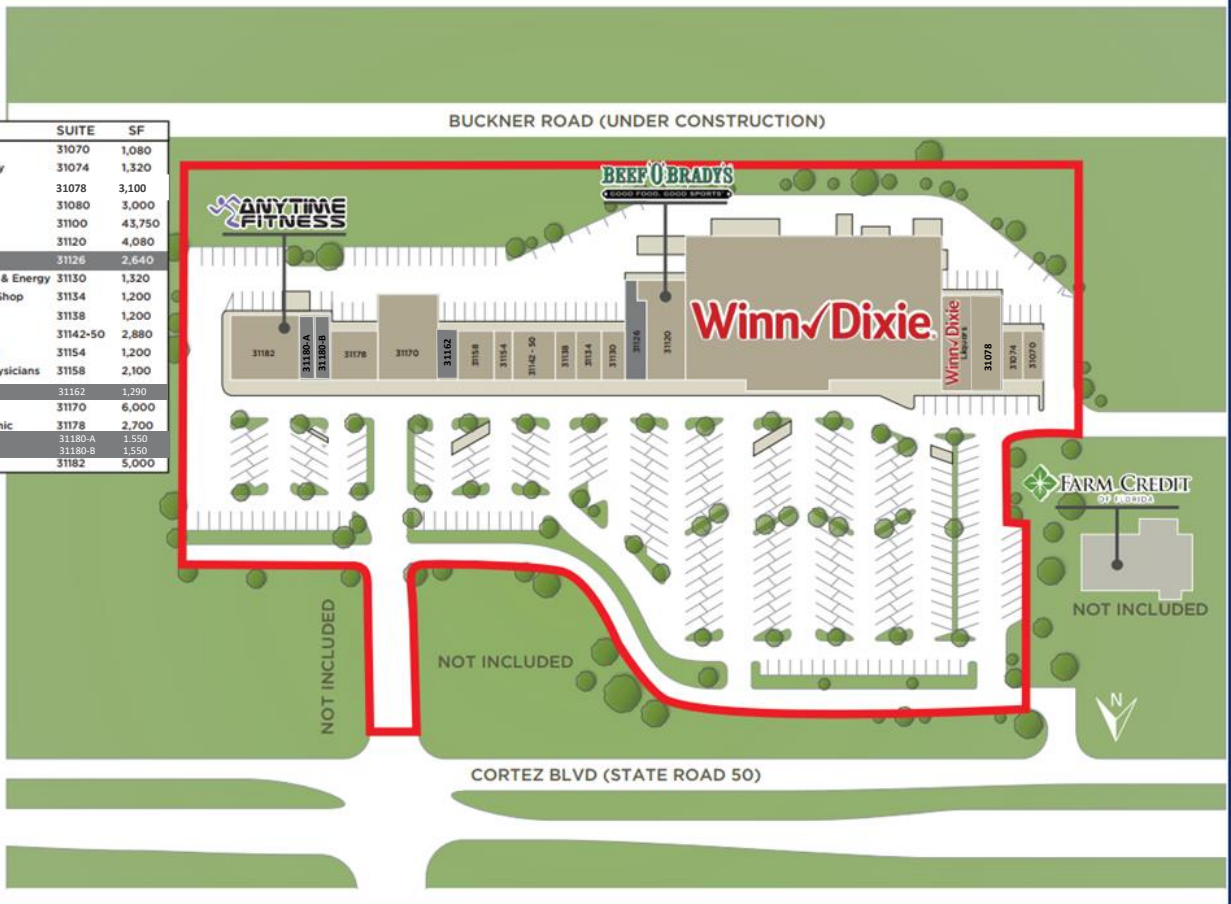 BUCKNER ROAD (UNDER CONSTRUCTION)
SUITE SF
31070 1,080
y 31074 1,320
31078 3,100
31080 3,000
31100 43,750
31120 4,080
31126 2,640
& Energy 31130 1,320
Shop 31134 1,200
31138 1,200
31142-50 2,880
31154 1,200
ysicians 31158 2,100
31162 1,290
31170 6,000
nic 31178 2,700
31180-A 1.550
31180-B 1,550
31182 5,000
ANYTIME
FITNESS
BEEF 'O' BRADY'S
GOOD FOOD. GOOD SPORTS
Winn Dixie
Winn Dixie
Liquors
31182
31180-A
31180-B
31178
31170
31162
31158
31154
31142 - 50
31138
31134
31130
31126
31120
31078
31074
31070
FARM CREDIT
OF FLORIDA
NOT INCLUDED
NOT INCLUDED
NOT INCLUDED
N
CORTEZ BLVD (STATE ROAD 50)